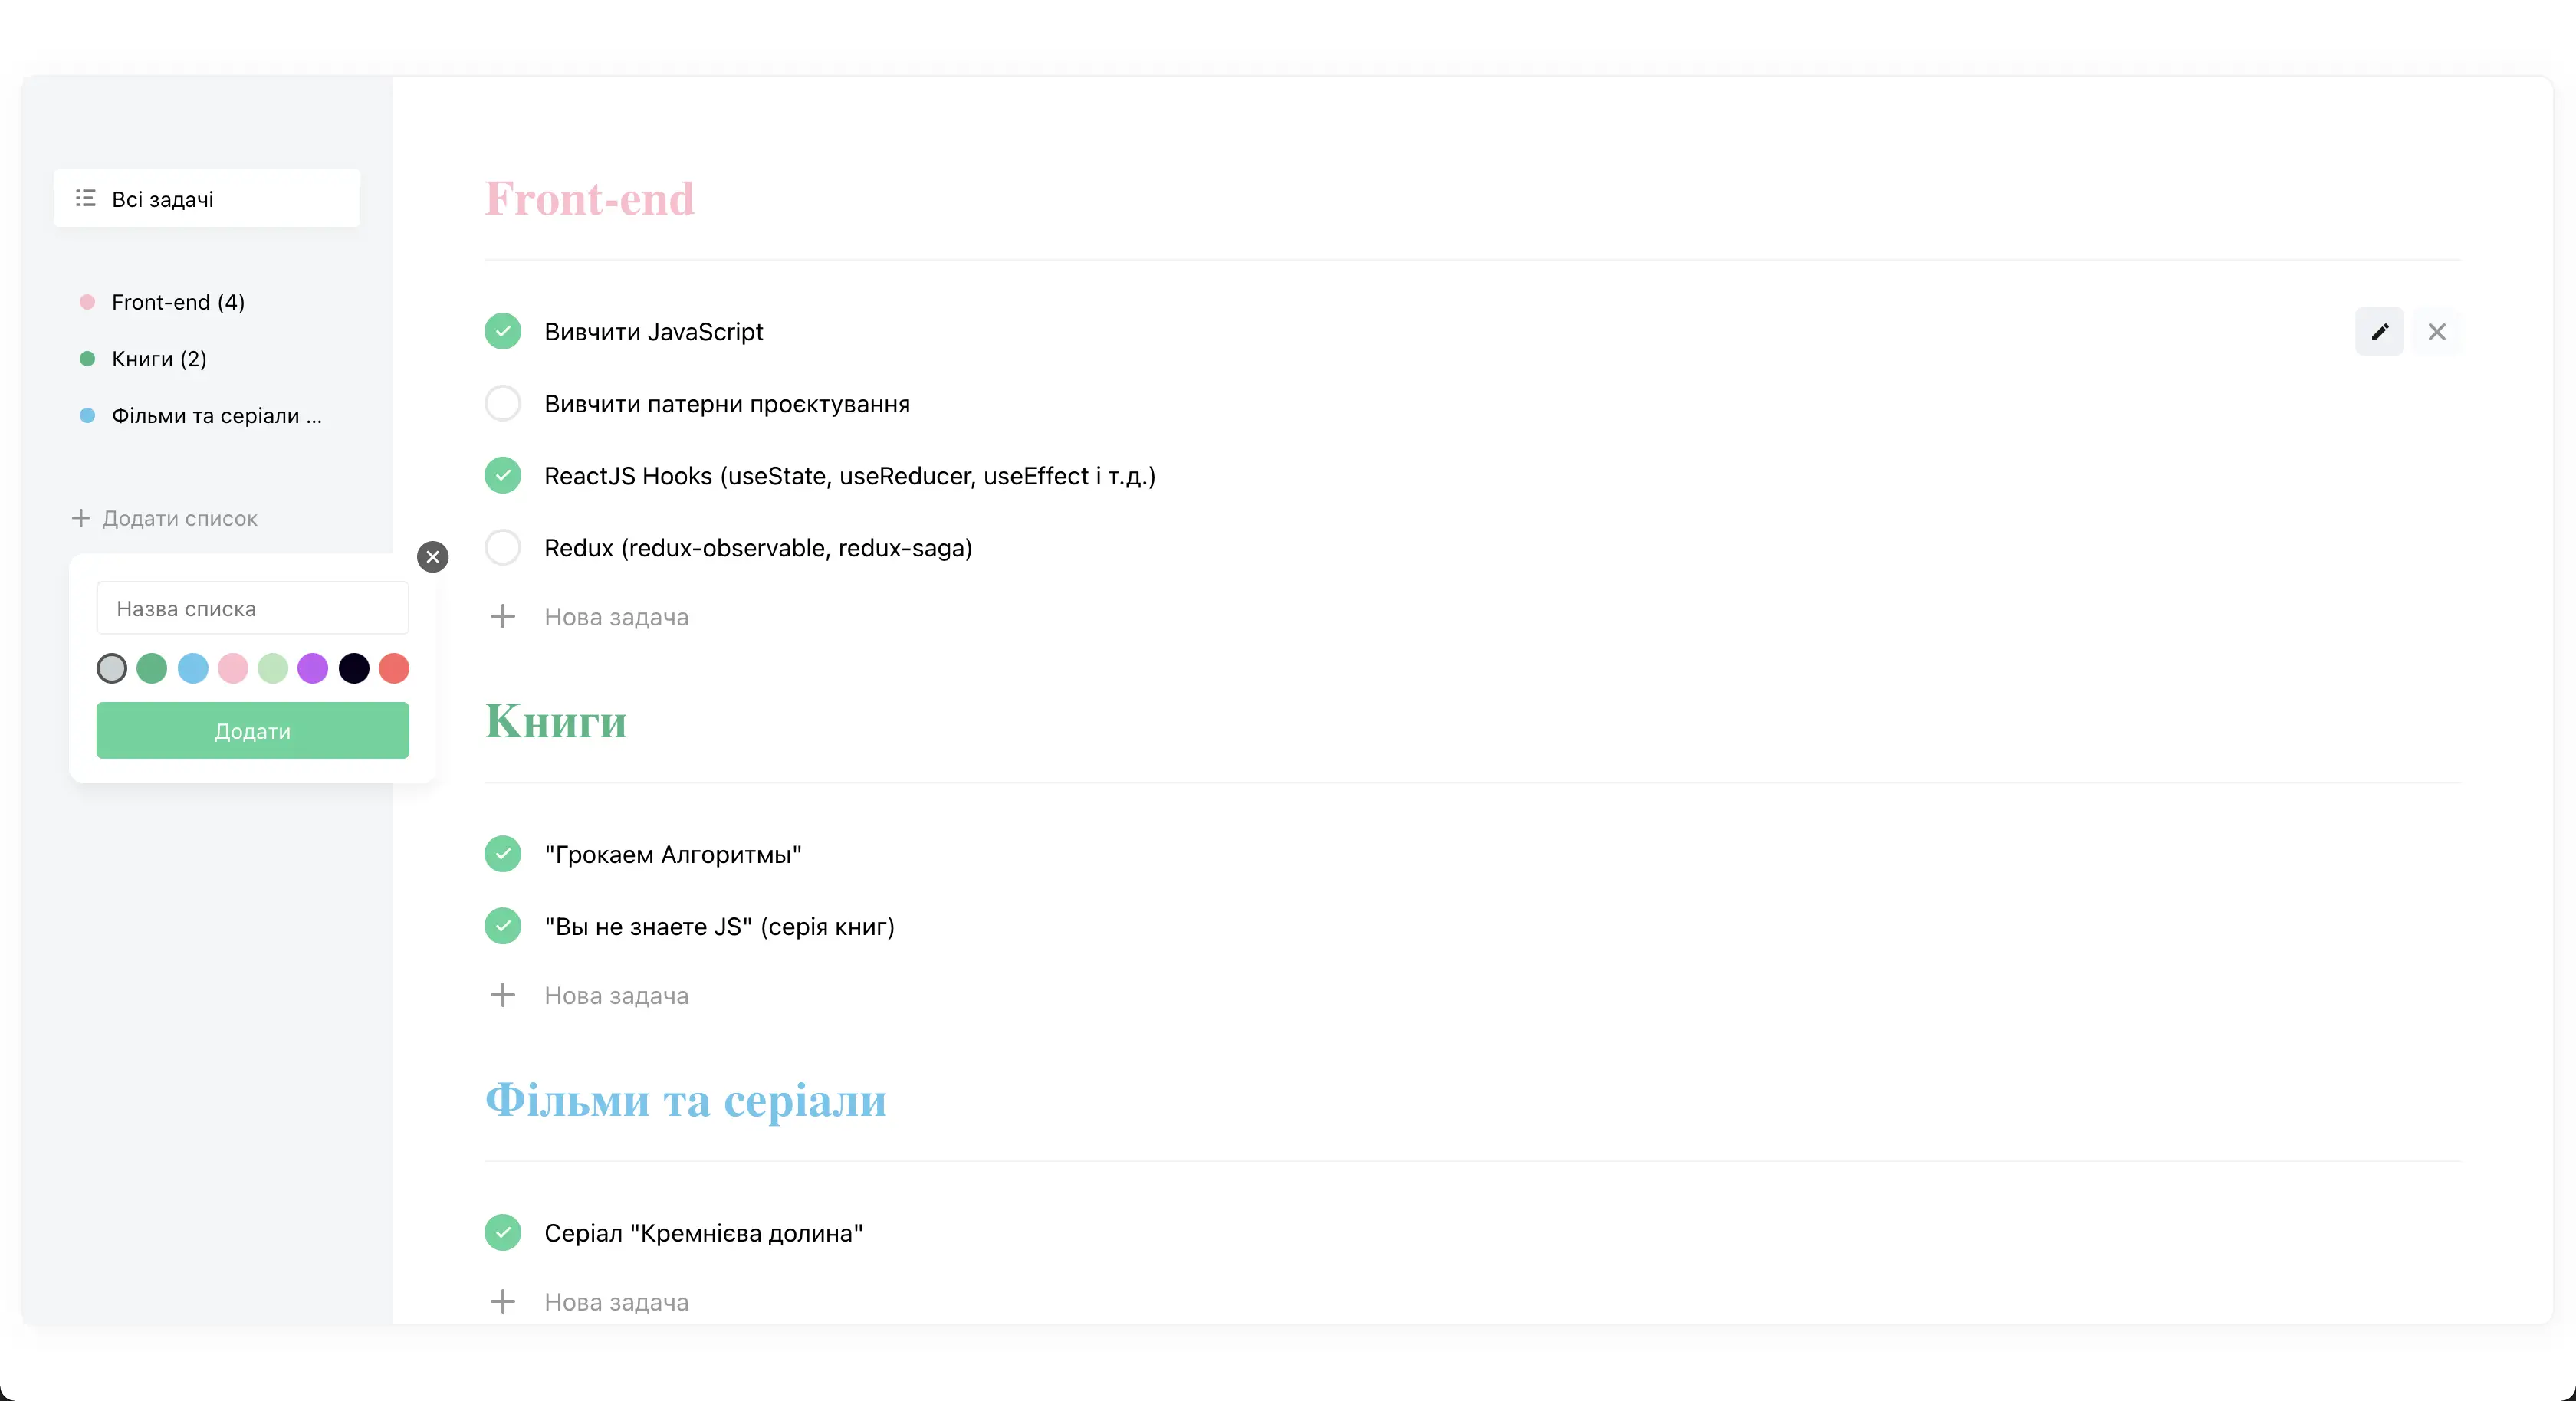 Всі задачі
Front-end (4)
Книги (2)
Фільми та серіали ...
Додати список
Назва списка
Додати
Front-end
Вивчити JavaScript
Вивчити патерни проєктування
ReactJS Hooks (useState, useReducer, useEffect і т.д.)
Redux (redux-observable, redux-saga)
Нова задача
Книги
"Грокаем Алгоритмы"
"Вы не знаете JS" (серія книг)
Нова задача
Фільми та серіали
Серіал "Кремнієва долина"
Нова задача